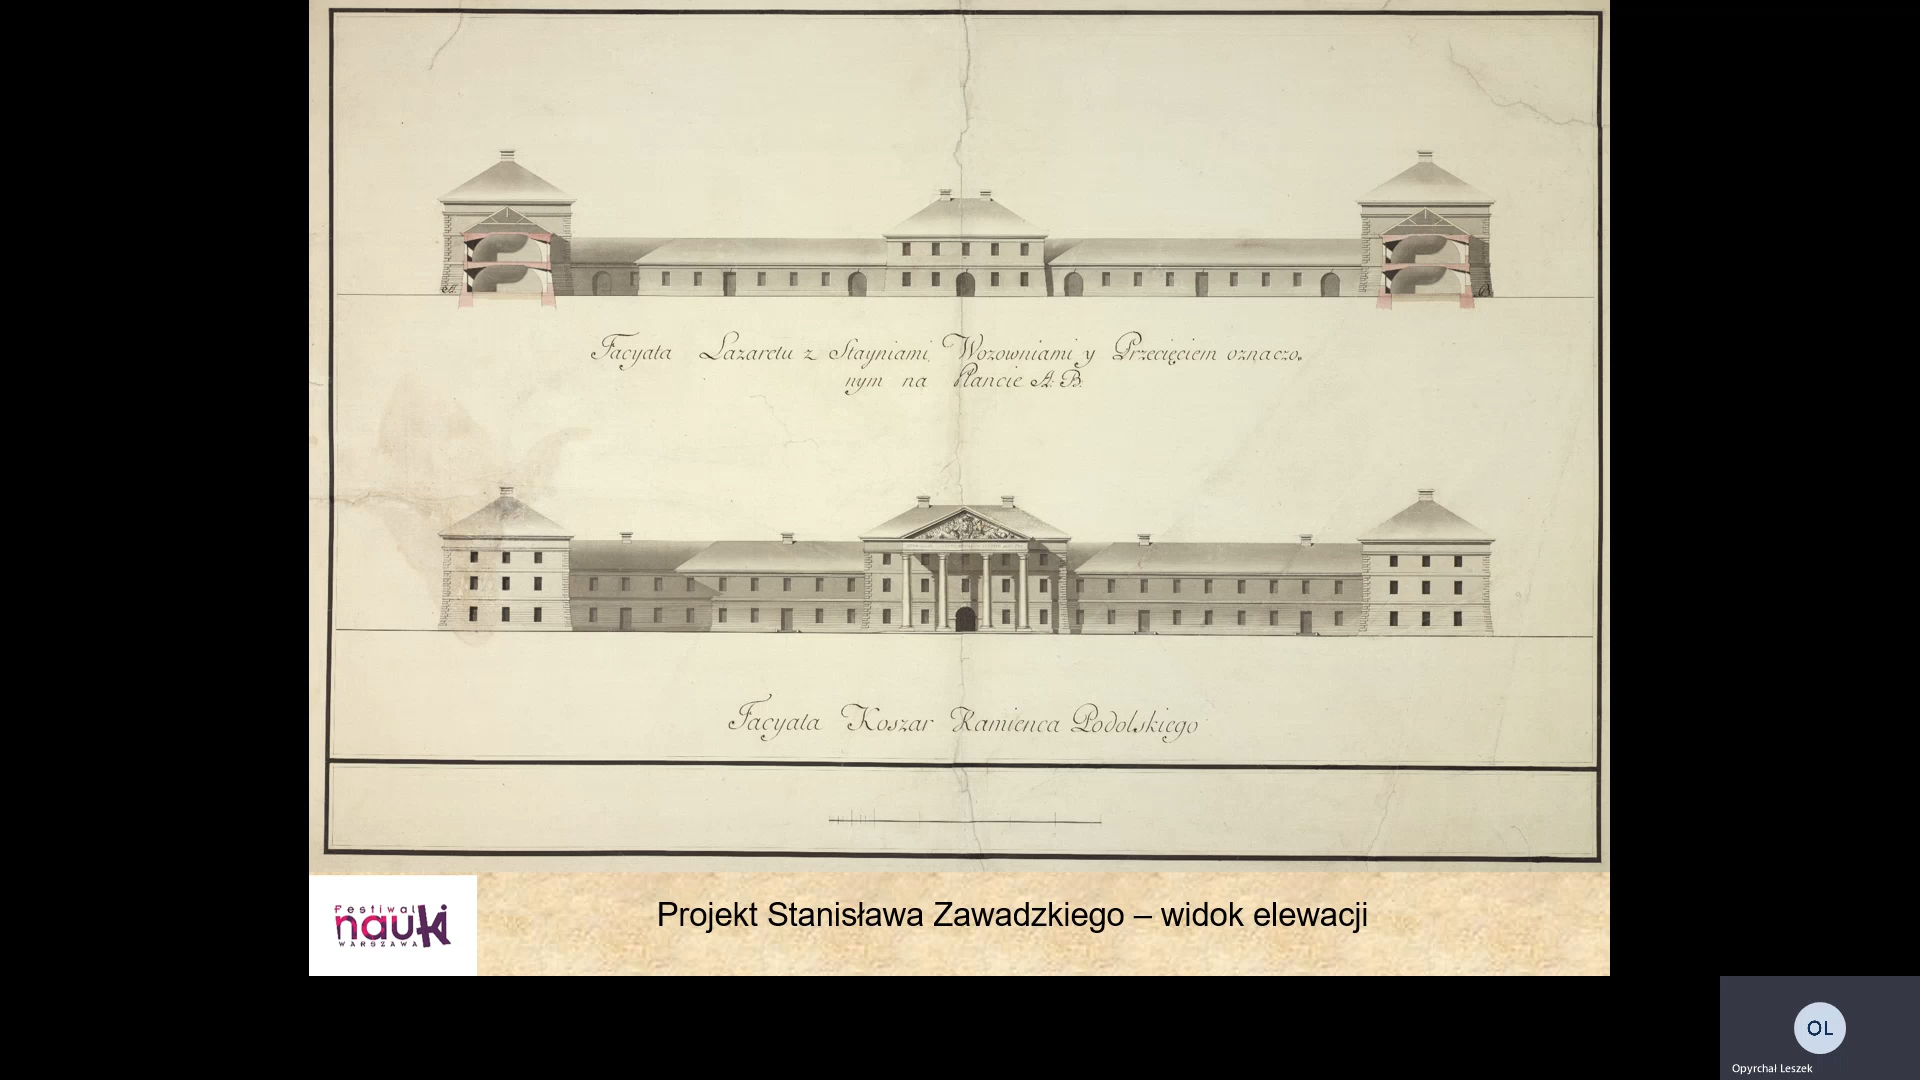 A.
B.
Facyata Lazaretu z Stayniami, Wozowniami y Przecięciem oznaczo.
nym na Plancie A. B.
Facyata Koszar Kamienca Podolskiego
Festiwal
nauki
WARSZAWA
Projekt Stanisława Zawadzkiego – widok elewacji
OL
Opyrchał Leszek